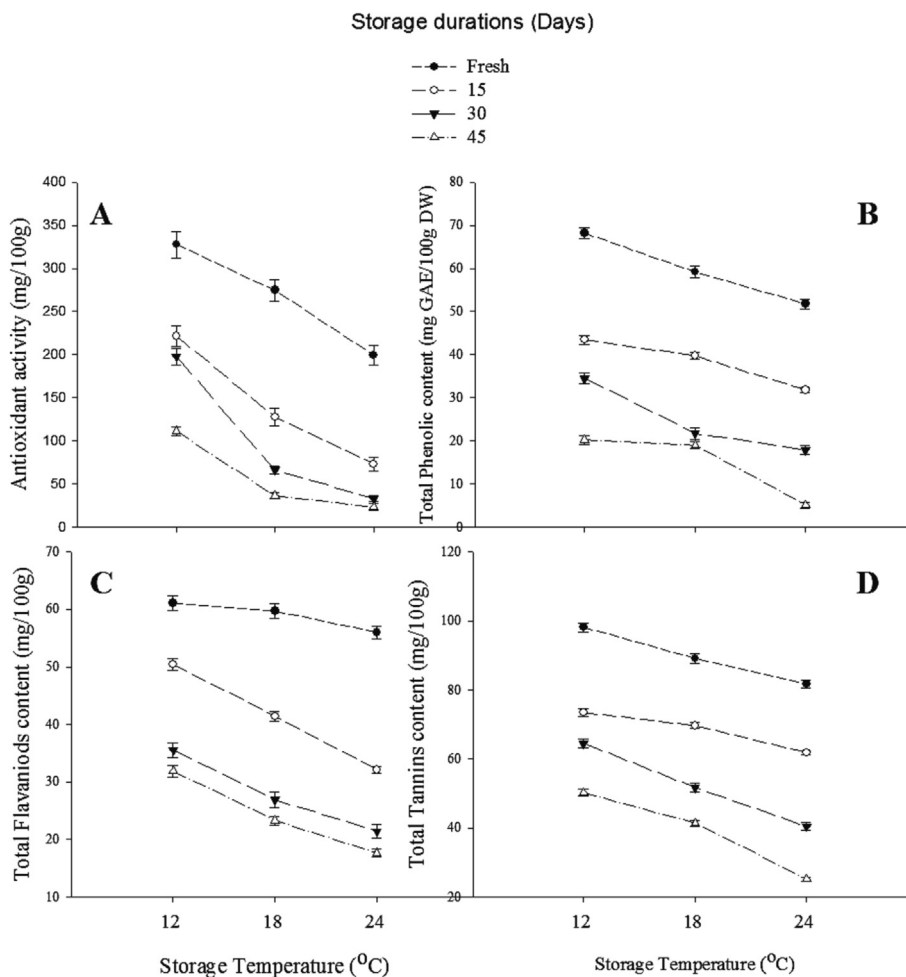 Storage durations (Days)
Fresh
15
30
45
A
Antioxidant activity (mg/100g)
400
350
300
250
200
150
100
50
0
B
Total Phenolic content (mg GAE/100g DW)
80
70
60
50
40
30
20
10
0
C
Total Flavaniods content (mg/100g)
70
60
50
40
30
20
10
12 18 24
Storage Temperature (⁰C)
D
Total Tannins content (mg/100g)
120
100
80
60
40
20
12 18 24
Storage Temperature (⁰C)